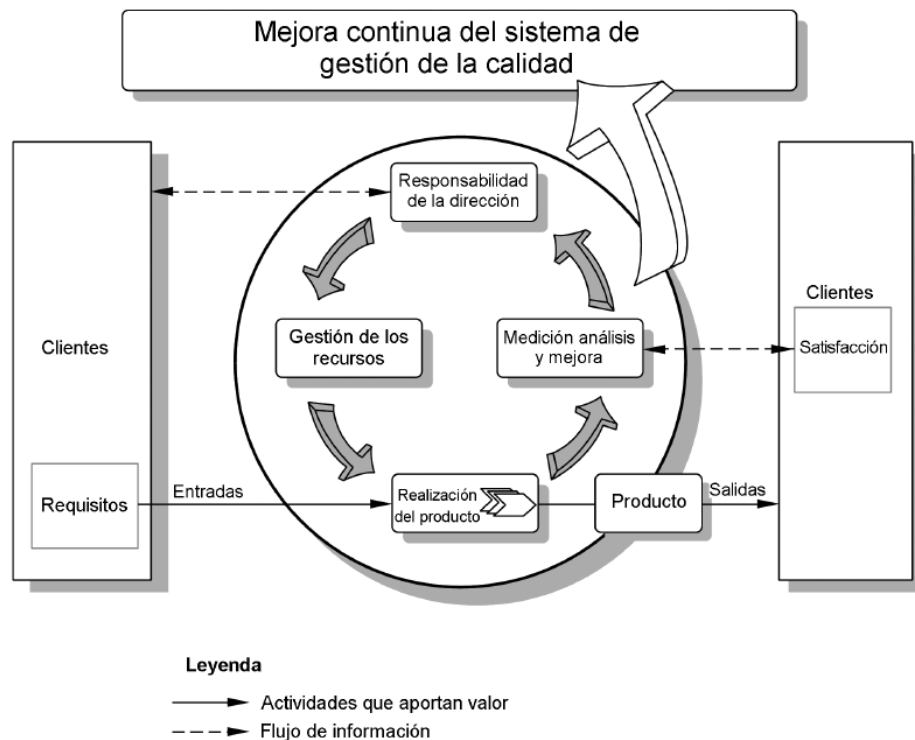 Mejora continua del sistema de
gestión de la calidad
Responsabilidad
de la dirección
Clientes
Gestión de los
recursos
Medición análisis
y mejora
Clientes
Satisfacción
Requisitos
Entradas
Realización
del producto
Producto
Salidas
Leyenda
Actividades que aportan valor
Flujo de información